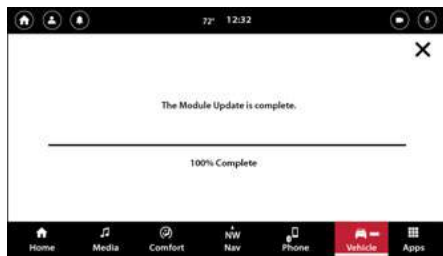 72° 12:32
The Module Update is complete.
100% Complete
NW
Home Media Comfort Nav Phone Vehicle Apps